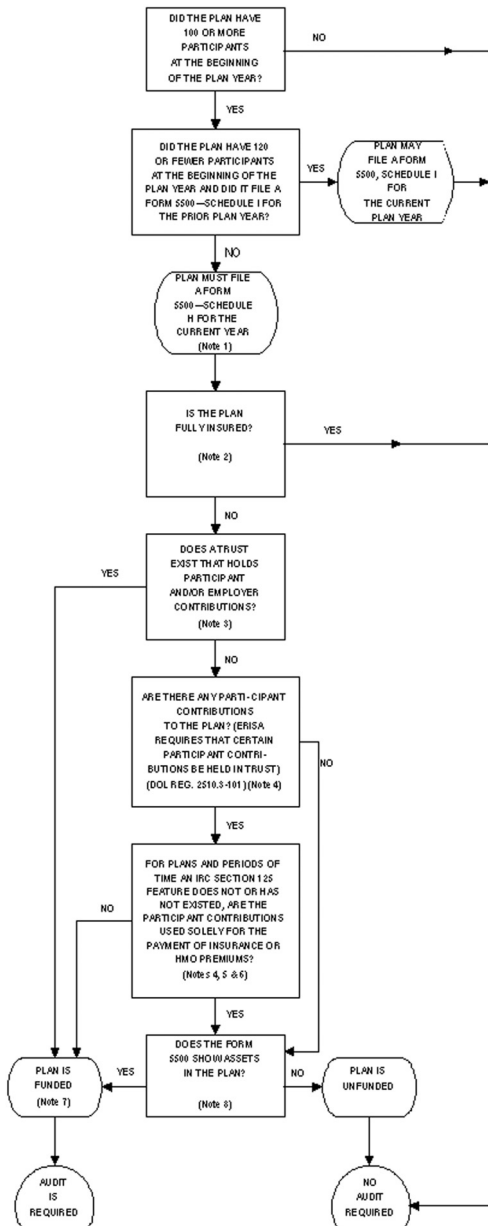 DID THE PLAN HAVE
100 OR MORE
PARTICIPANTS
AT THE BEGINNING
OF THE PLAN YEAR?
NO
YES
DID THE PLAN HAVE 120
OR FEWER PARTICIPANTS
AT THE BEGINNING OF THE
PLAN YEAR AND DID IT FILE A
FORM 5500—SCHEDULE I FOR
THE PRIOR PLAN YEAR?
YES
PLAN MAY
FILE A FORM
5500, SCHEDULE I
FOR
THE CURRENT
PLAN YEAR
NO
PLAN MUST FILE
A FORM
5500—SCHEDULE
H FOR THE
CURRENT YEAR
(Note 1)
IS THE PLAN
FULLY INSURED?
(Note 2)
YES
NO
DOES A TRUST
EXIST THAT HOLDS
PARTICIPANT
AND/OR EMPLOYER
CONTRIBUTIONS?
(Note 3)
YES
NO
ARE THERE ANY PARTI-CIPANT
CONTRIBUTIONS
TO THE PLAN? (ERISA
REQUIRES THAT CERTAIN
PARTICIPANT CONTRI-
BUTIONS BE HELD IN TRUST)
(DOL REG. 2510.3-101)(Note 4)
NO
YES
FOR PLANS AND PERIODS OF
TIME AN IRC SECTION 125
FEATURE DOES NOT OR HAS
NOT EXISTED, ARE THE
PARTICIPANT CONTRIBUTIONS
USED SOLELY FOR THE
PAYMENT OF INSURANCE OR
HMO PREMIUMS?
(Notes 4, 5 & 6)
NO
YES
DOES THE FORM
5500 SHOW ASSETS
IN THE PLAN?
(Note 8)
YES
NO
PLAN IS
FUNDED
(Note 7)
PLAN IS
UNFUNDED
AUDIT
IS
REQUIRED
NO
AUDIT
REQUIRED